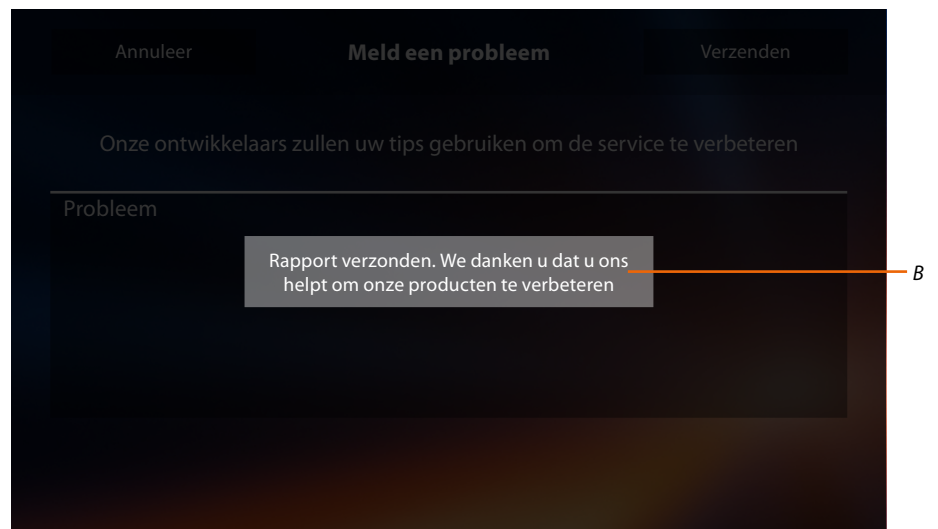 Annuleer
Meld een probleem
Verzenden
Onze ontwikkelaars zullen uw tips gebruiken om de service te verbeteren
Probleem
Rapport verzonden. We danken u dat u ons
helpt om onze producten te verbeteren
B